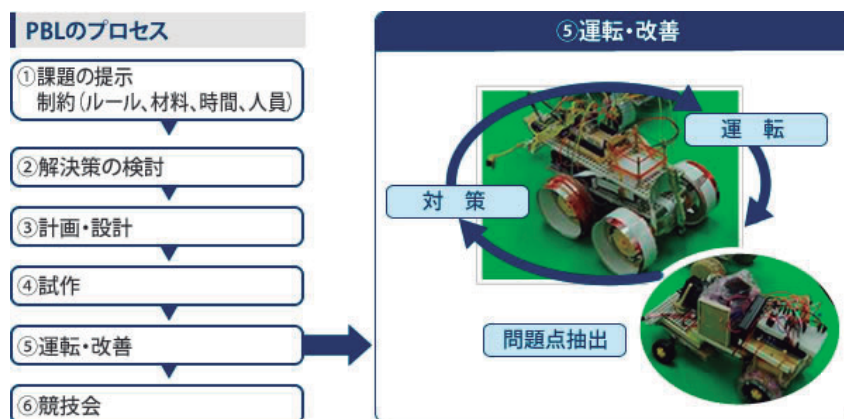 PBLのプロセス
①課題の提示
制約(ルール、材料、時間、人員)
②解決策の検討
③計画・設計
④試作
⑤運転・改善
⑥競技会
⑤運転・改善
運 転
対 策
問題点抽出